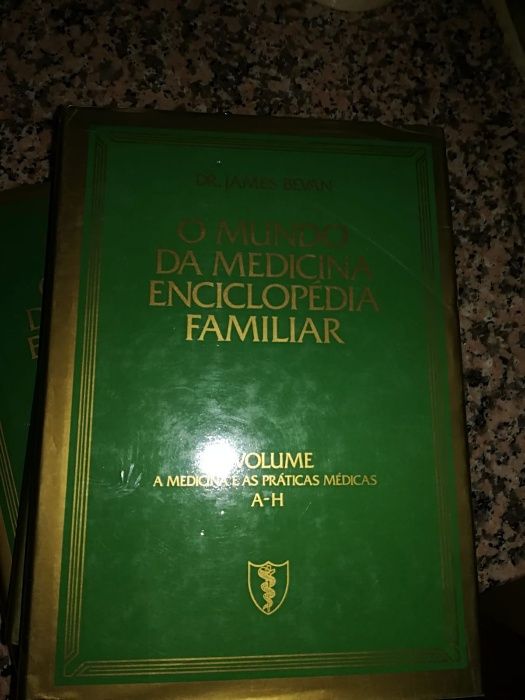 DR. JAMES BEVAN
O MUNDO
DA MEDICINA
ENCICLOPÉDIA
FAMILIAR
VOLUME
A MEDICINA E AS PRÁTICAS MÉDICAS
A-H